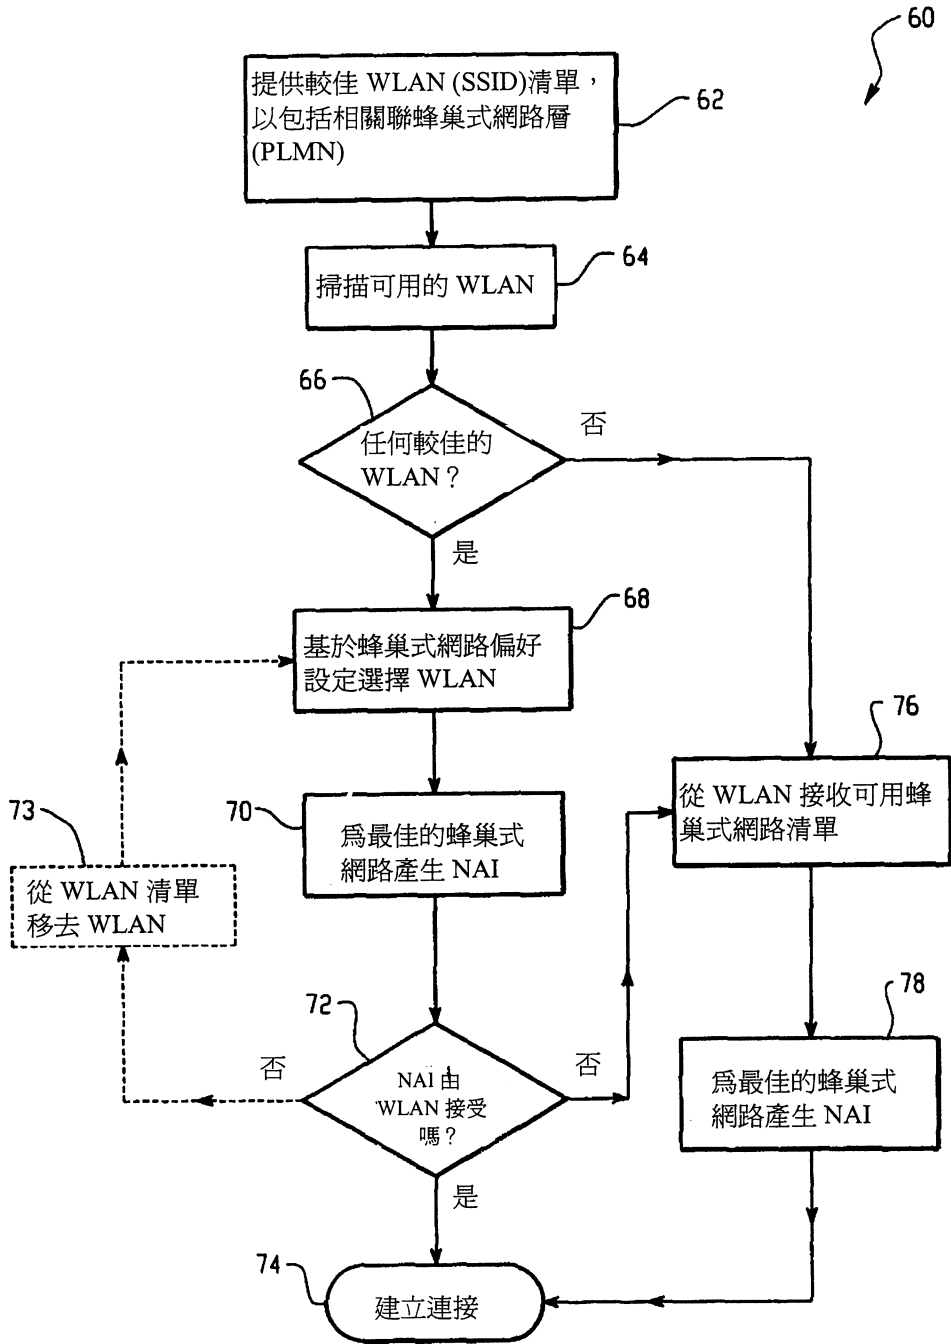 60
提供較佳 WLAN (SSID)清單，
以包括相關聯蜂巢式網路層
(PLMN)
62
掃描可用的 WLAN
64
66
任何較佳的
WLAN？
否
是
基於蜂巢式網路偏好
設定選擇 WLAN
68
73
從 WLAN 清單
移去 WLAN
70
爲最佳的蜂巢式
網路產生 NAI
76
從 WLAN 接收可用蜂
巢式網路清單
72
NAI 由
WLAN 接受
嗎？
否
否
是
78
爲最佳的蜂巢式
網路產生 NAI
74
建立連接